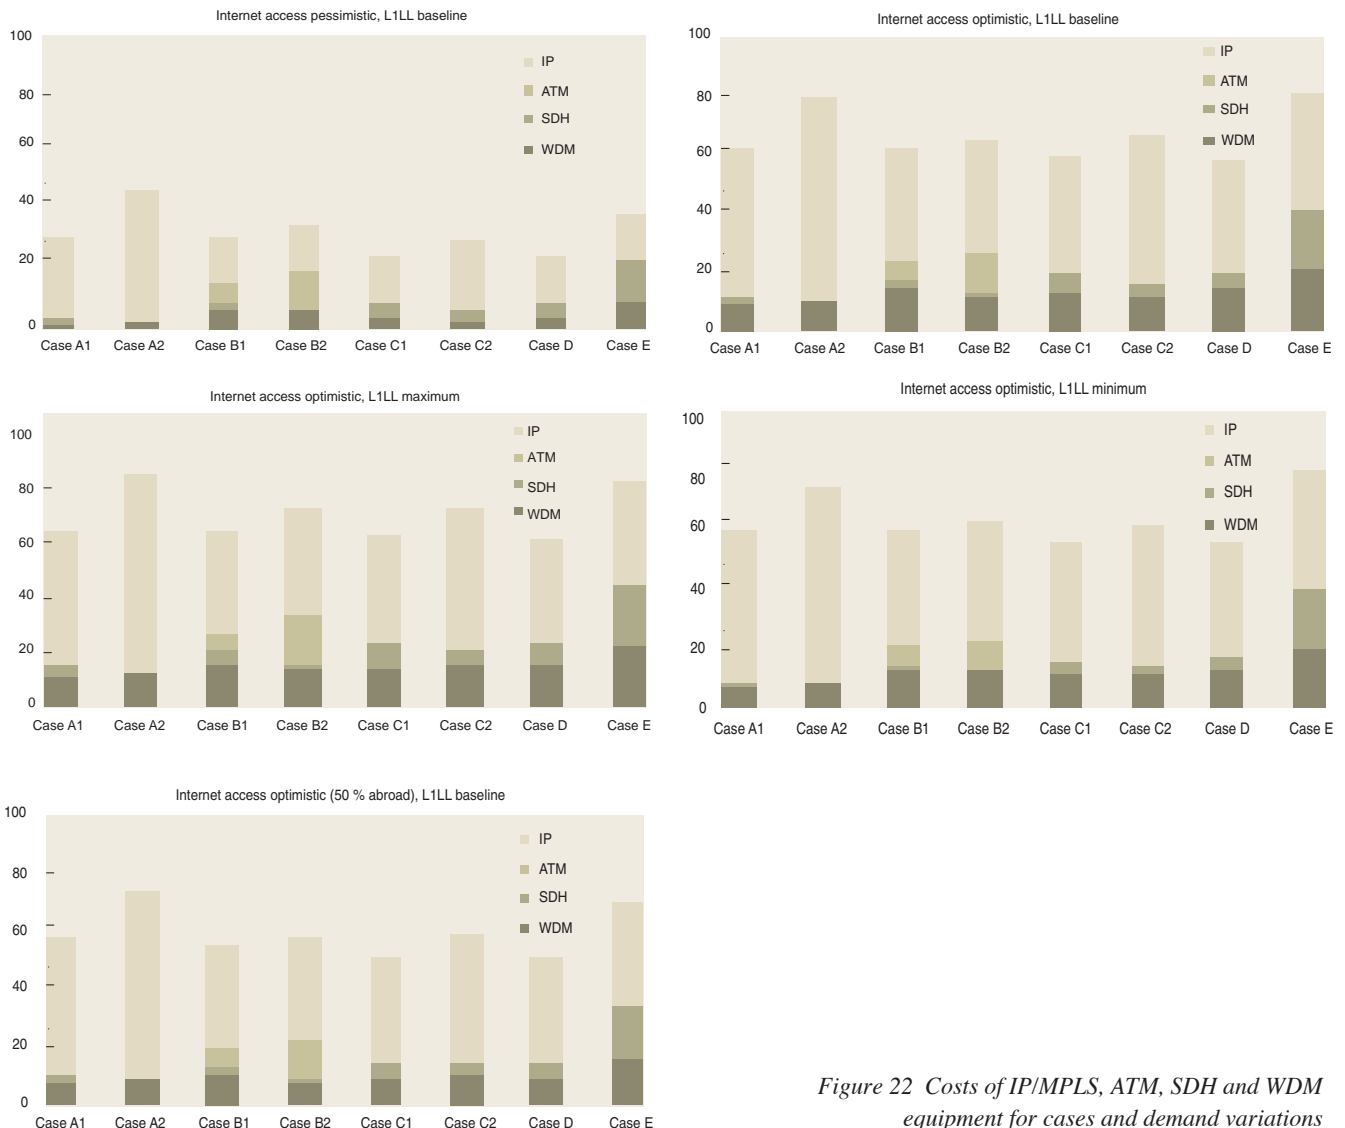 Internet access pessimistic, L1LL baseline
100
80
60
40
20
0
IP
ATM
SDH
WDM
Case A1 Case A2 Case B1 Case B2 Case C1 Case C2 Case D Case E
Internet access optimistic, L1LL baseline
100
80
60
40
20
0
IP
ATM
SDH
WDM
Case A1 Case A2 Case B1 Case B2 Case C1 Case C2 Case D Case E
Internet access optimistic, L1LL maximum
100
80
60
40
20
0
IP
ATM
SDH
WDM
Case A1 Case A2 Case B1 Case B2 Case C1 Case C2 Case D Case E
Internet access optimistic, L1LL minimum
100
80
60
40
20
0
IP
ATM
SDH
WDM
Case A1 Case A2 Case B1 Case B2 Case C1 Case C2 Case D Case E
Internet access optimistic (50 % abroad), L1LL baseline
100
80
60
40
20
0
IP
ATM
SDH
WDM
Case A1 Case A2 Case B1 Case B2 Case C1 Case C2 Case D Case E
Figure 22 Costs of IP/MPLS, ATM, SDH and WDM
equipment for cases and demand variations